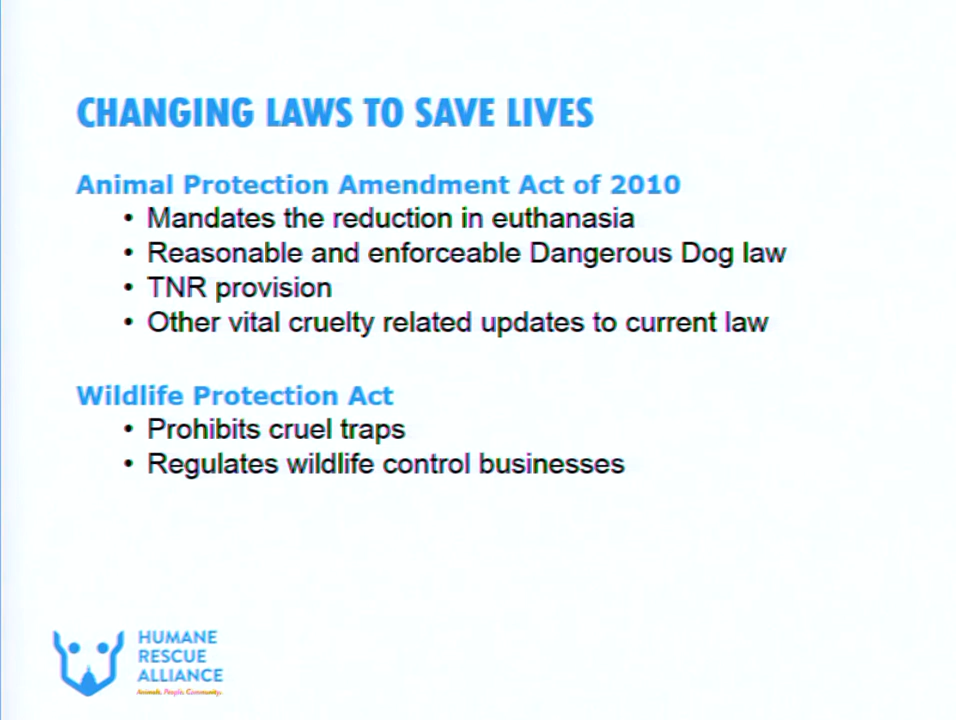 CHANGING LAWS TO SAVE LIVES
Animal Protection Amendment Act of 2010
• Mandates the reduction in euthanasia
• Reasonable and enforceable Dangerous Dog law
• TNR provision
• Other vital cruelty related updates to current law
Wildlife Protection Act
• Prohibits cruel traps
• Regulates wildlife control businesses
HUMANE
RESCUE
ALLIANCE
Animals. People. Community.